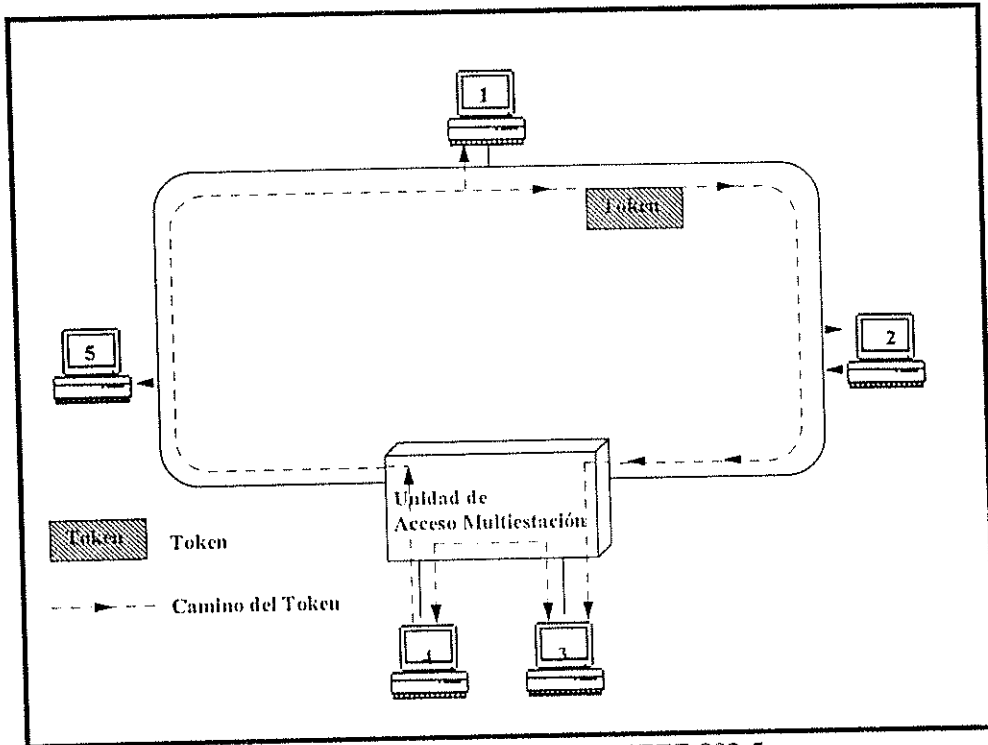 1
Token
2
5
Unidad de
Acceso Multiestación
Token
Token
Camino del Token
4
3